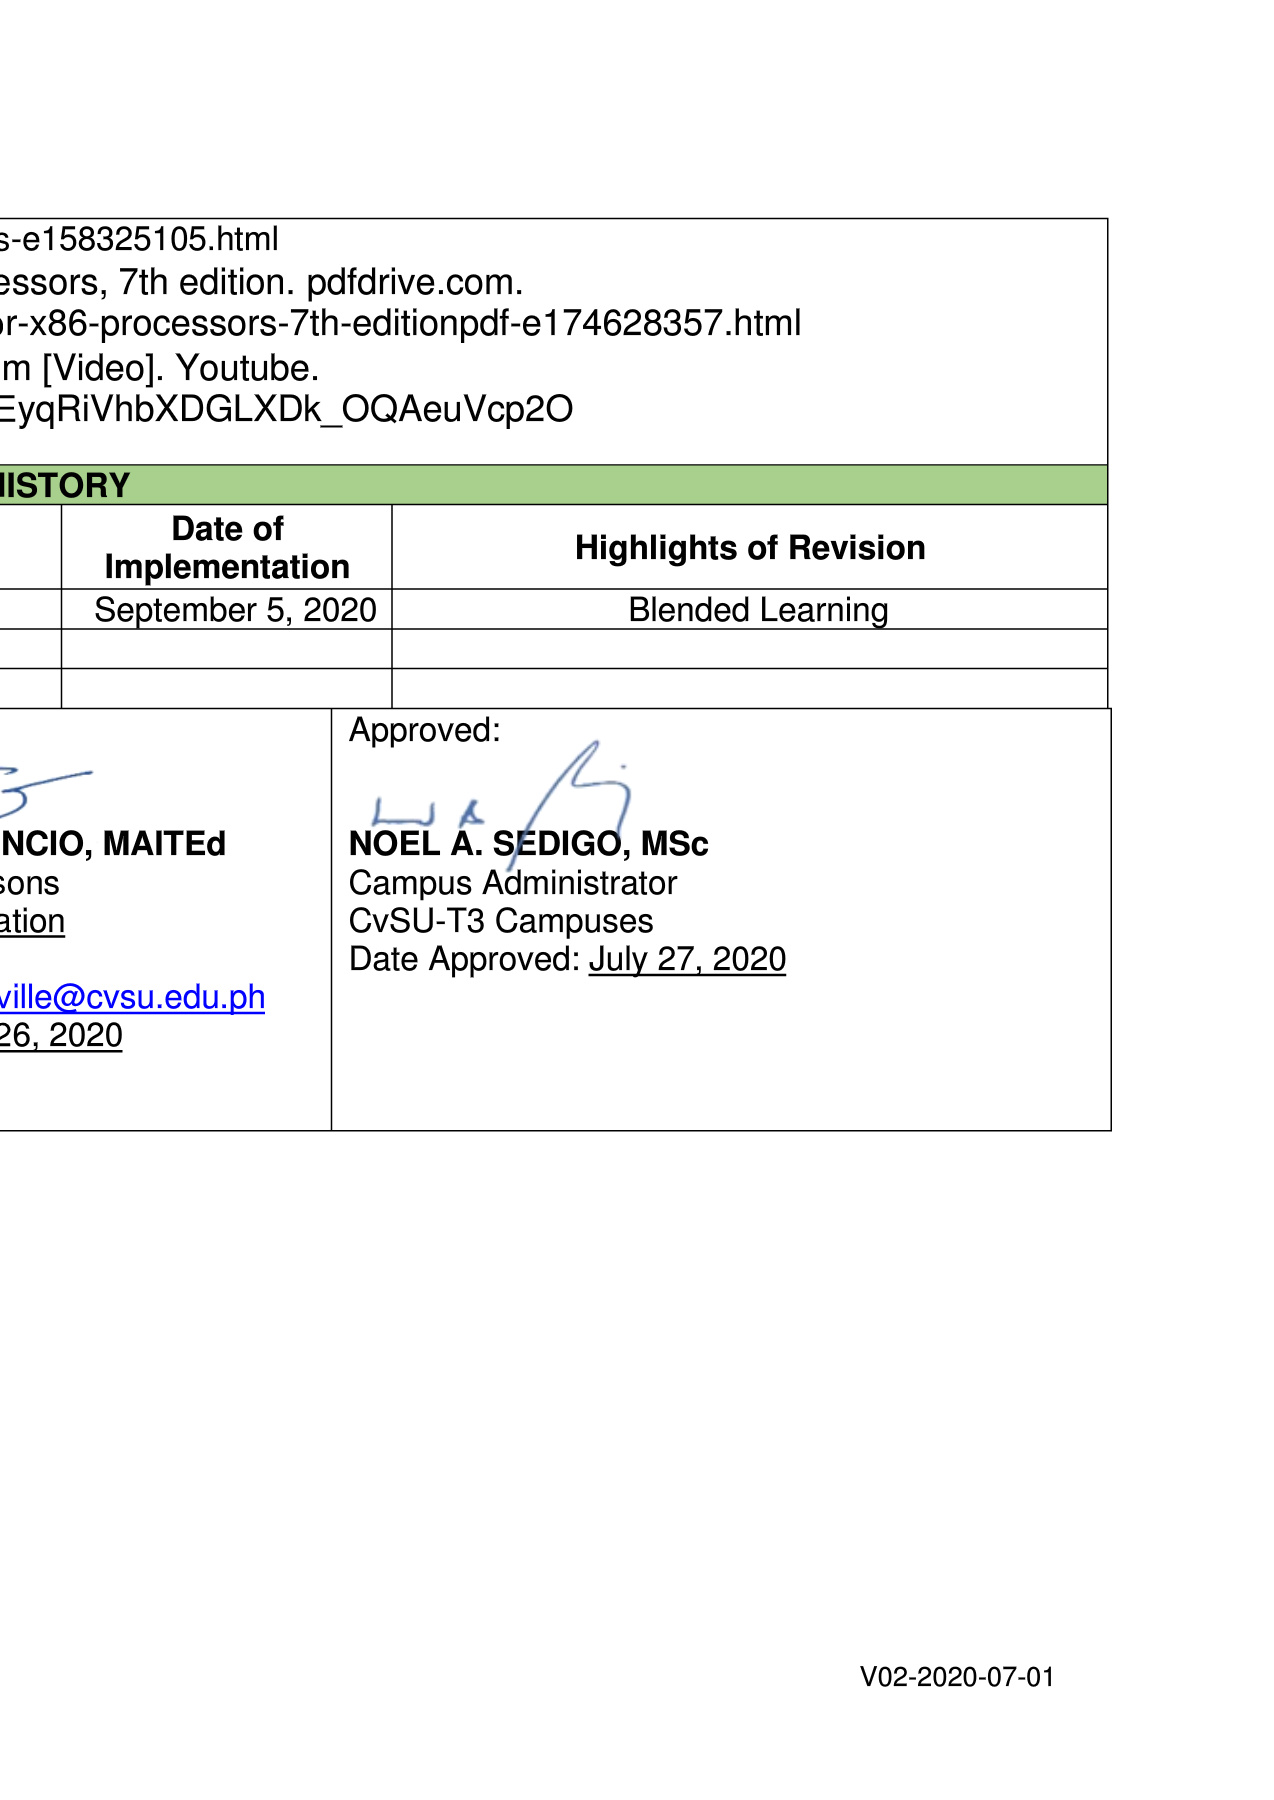 s-e158325105.html
essors, 7th edition. pdfdrive.com.
or-x86-processors-7th-editionpdf-e174628357.html
m [Video]. Youtube.
EyqRiVhbXDGLXDk_OQAeuVcp2O
HISTORY
Date of
Implementation
Highlights of Revision
September 5, 2020
Blended Learning
NCIO, MAITEd
sons
ation
ville@cvsu.edu.ph
26, 2020
Approved:
NOEL A. SEDIGO, MSc
Campus Administrator
CvSU-T3 Campuses
Date Approved: July 27, 2020
V02-2020-07-01